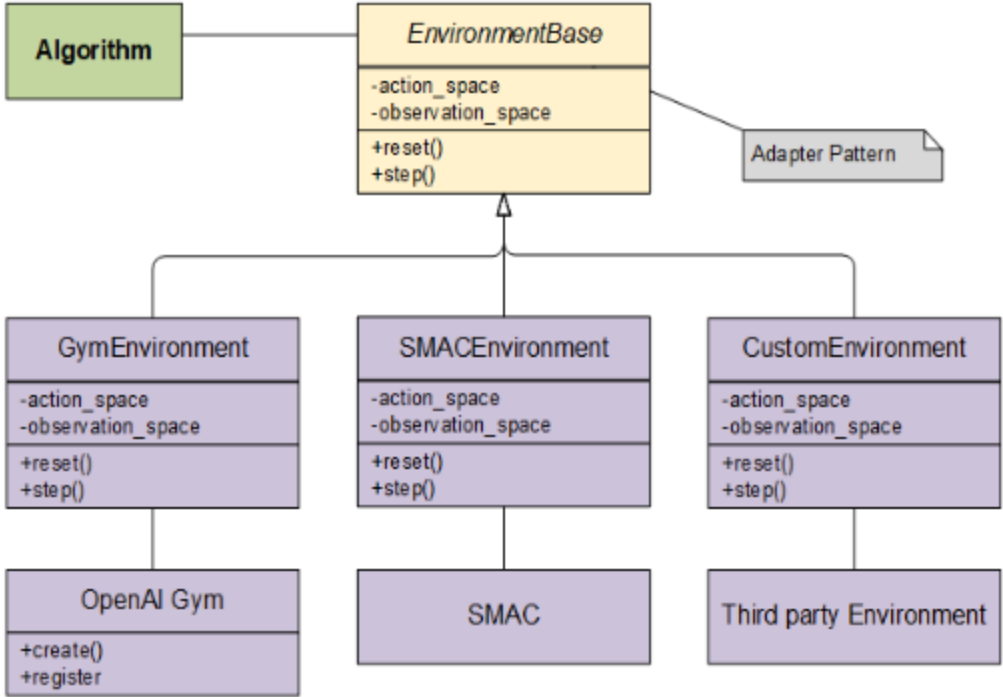 Algorithm
EnvironmentBase
-action_space
-observation_space
+reset()
+step()
Adapter Pattern
GymEnvironment
-action_space
-observation_space
+reset()
+step()
SMACEnvironment
-action_space
-observation_space
+reset()
+step()
CustomEnvironment
-action_space
-observation_space
+reset()
+step()
OpenAI Gym
+create()
+register
SMAC
Third party Environment